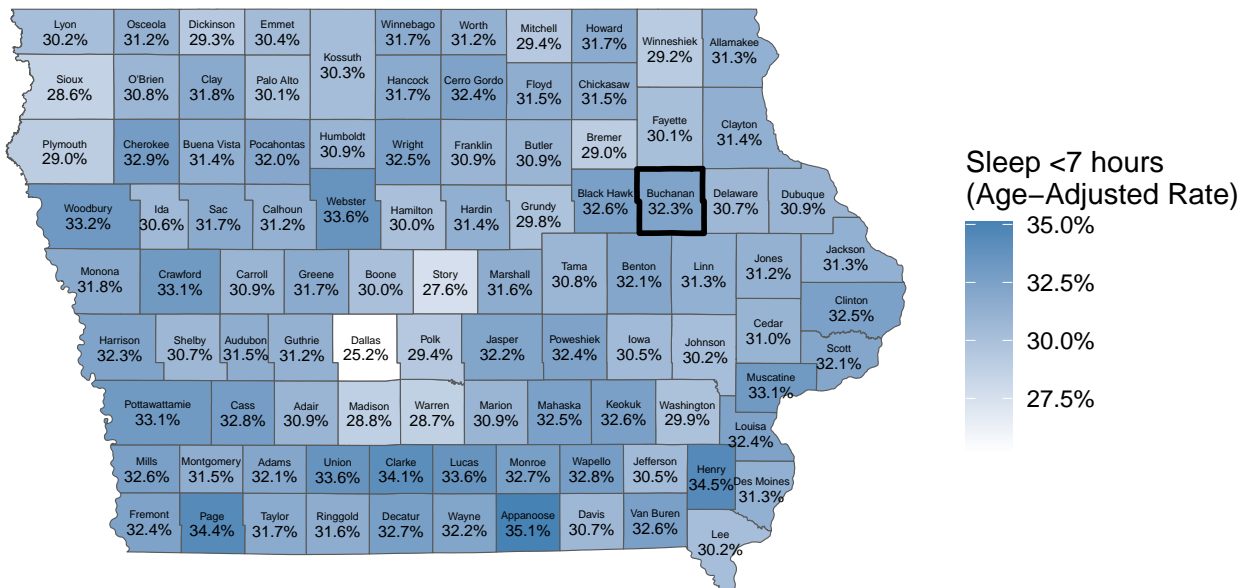 Lyon
30.2%
Osceola
31.2%
Dickinson
29.3%
Emmet
30.4%
Kossuth
30.3%
Winnebago
31.7%
Worth
31.2%
Mitchell
29.4%
Howard
31.7%
Winneshiek
29.2%
Allamakee
31.3%
Sioux
28.6%
O'Brien
30.8%
Clay
31.8%
Palo Alto
30.1%
Hancock
31.7%
Cerro Gordo
32.4%
Floyd
31.5%
Chickasaw
31.5%
Fayette
30.1%
Clayton
31.4%
Plymouth
29.0%
Cherokee
32.9%
Buena Vista
31.4%
Pocahontas
32.0%
Humboldt
30.9%
Wright
32.5%
Franklin
30.9%
Butler
30.9%
Bremer
29.0%
Woodbury
33.2%
Ida
30.6%
Sac
31.7%
Calhoun
31.2%
Webster
33.6%
Hamilton
30.0%
Hardin
31.4%
Grundy
29.8%
Black Hawk
32.6%
Buchanan
32.3%
Delaware
30.7%
Dubuque
30.9%
Monona
31.8%
Crawford
33.1%
Carroll
30.9%
Greene
31.7%
Boone
30.0%
Story
27.6%
Marshall
31.6%
Tama
30.8%
Benton
32.1%
Linn
31.3%
Jones
31.2%
Jackson
31.3%
Clinton
32.5%
Harrison
32.3%
Shelby
30.7%
Audubon
31.5%
Guthrie
31.2%
Dallas
25.2%
Polk
29.4%
Jasper
32.2%
Poweshiek
32.4%
Iowa
30.5%
Johnson
30.2%
Cedar
31.0%
Scott
32.1%
Muscatine
33.1%
Pottawattamie
33.1%
Cass
32.8%
Adair
30.9%
Madison
28.8%
Warren
28.7%
Marion
30.9%
Mahaska
32.5%
Keokuk
32.6%
Washington
29.9%
Louisa
32.4%
Mills
32.6%
Montgomery
31.5%
Adams
32.1%
Union
33.6%
Clarke
34.1%
Lucas
33.6%
Monroe
32.7%
Wapello
32.8%
Jefferson
30.5%
Henry
34.5%
Des Moines
31.3%
Fremont
32.4%
Page
34.4%
Taylor
31.7%
Ringgold
31.6%
Decatur
32.7%
Wayne
32.2%
Appanoose
35.1%
Davis
30.7%
Van Buren
32.6%
Lee
30.2%
Sleep <7 hours
(Age−Adjusted Rate)
35.0%
32.5%
30.0%
27.5%